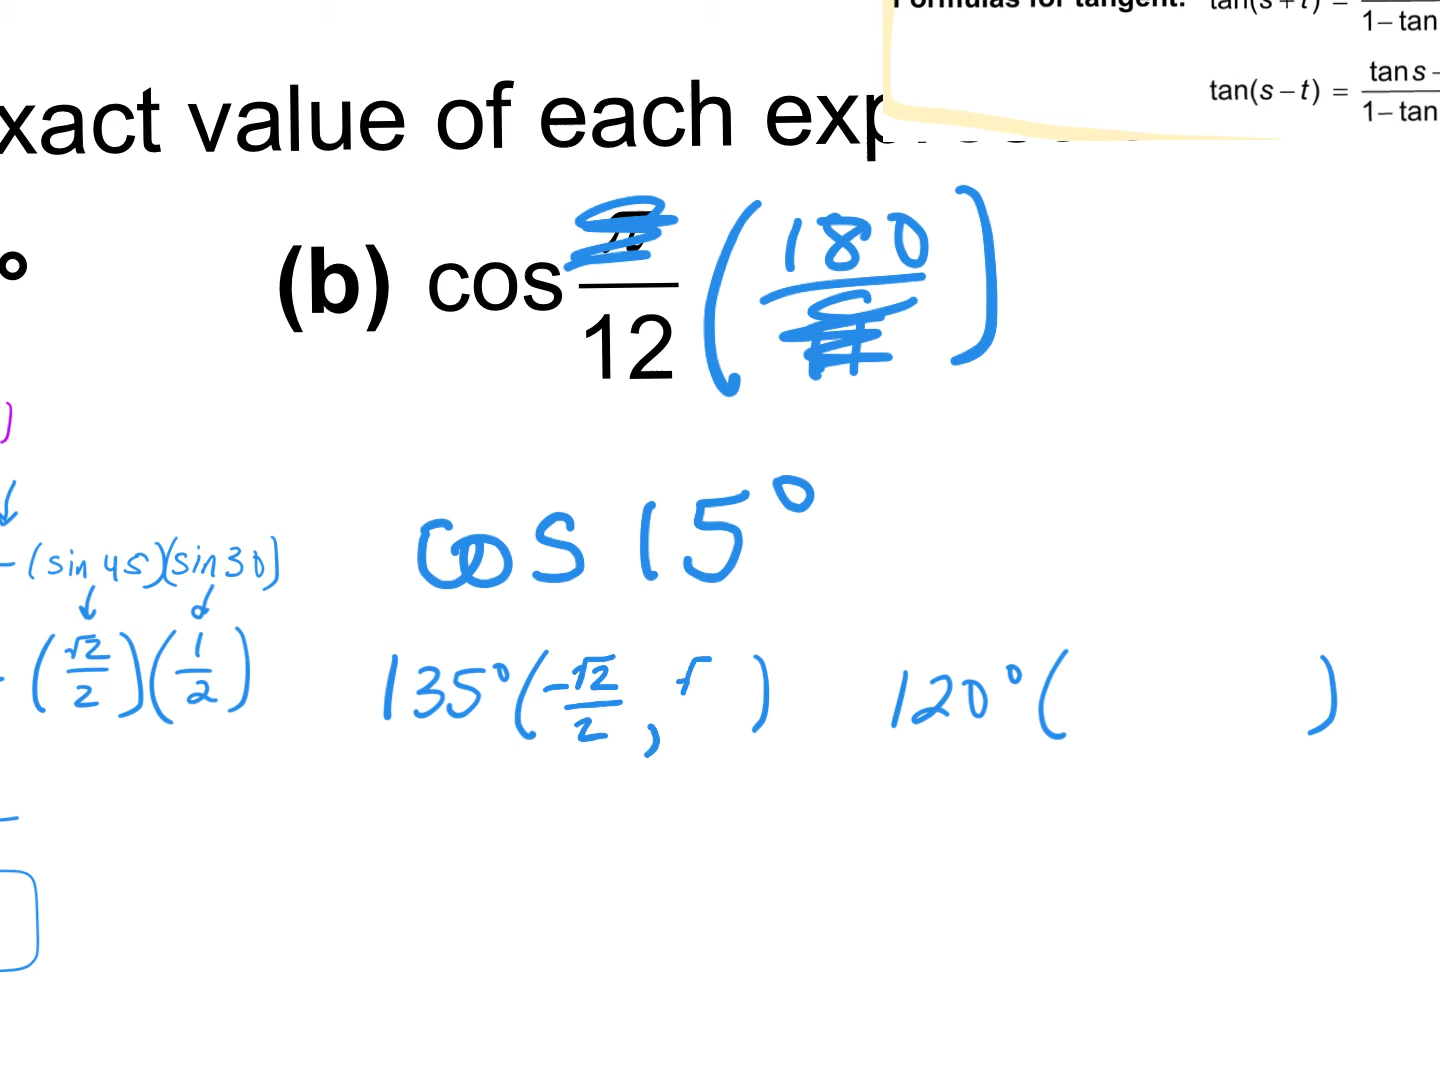 Formulas for tangent: tan(s + t) =
1 – tan
tan(s – t) = tan s –
1 – tan
xact value of each exp
° (b) cos π/12 (180/π)
)
cos 15°
– (sin 45)(sin 30)
(√2/2)(1/2) 135° (–√2/2, √ ) 120° ( )